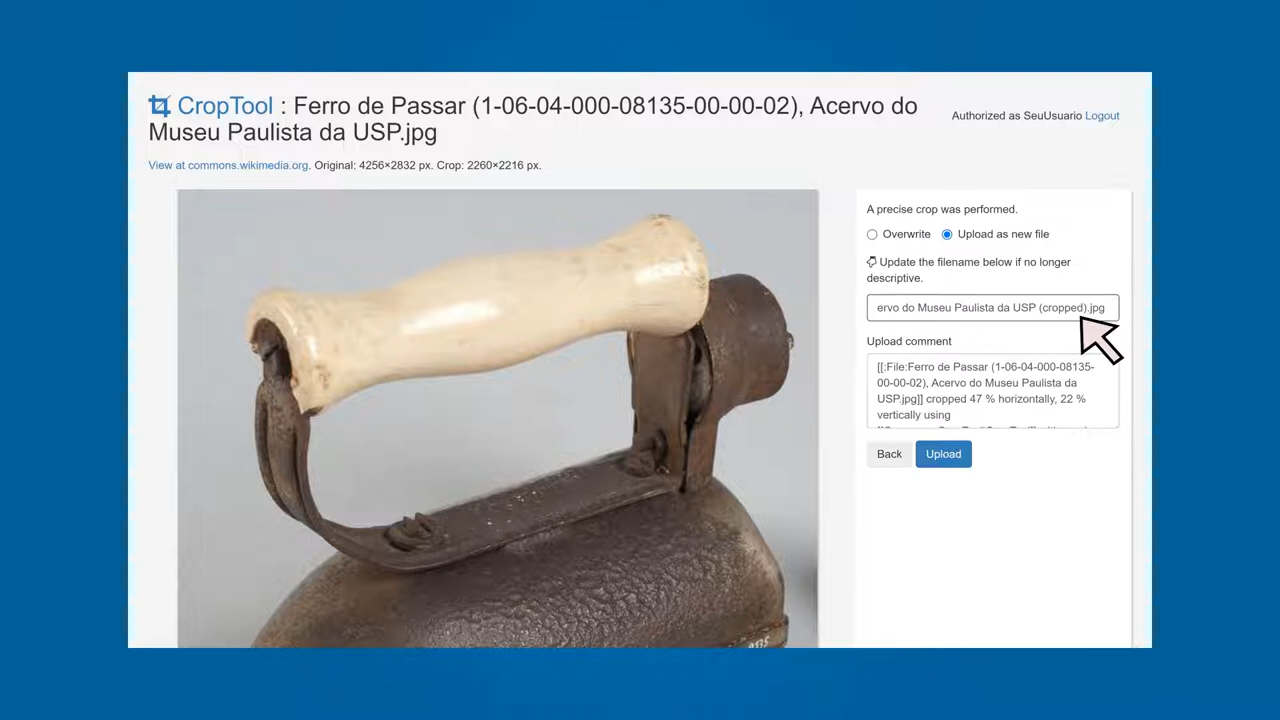 CropTool : Ferro de Passar (1-06-04-000-08135-00-00-02), Acervo do
Museu Paulista da USP.jpg
Authorized as SeuUsuario Logout
View at commons.wikimedia.org. Original: 4256×2832 px. Crop: 2260×2216 px.
A precise crop was performed.
Overwrite Upload as new file
Update the filename below if no longer
descriptive.
ervo do Museu Paulista da USP (cropped).jpg
Upload comment
[[:File:Ferro de Passar (1-06-04-000-08135-
00-00-02), Acervo do Museu Paulista da
USP.jpg]] cropped 47 % horizontally, 22 %
vertically using
Back Upload